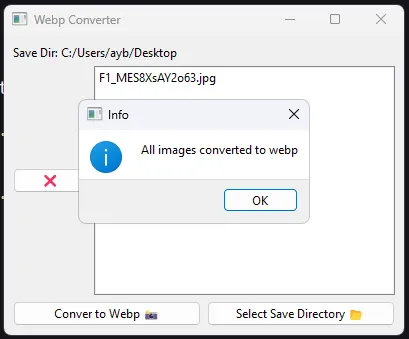 Webp Converter
Save Dir: C:/Users/ayb/Desktop
F1_MES8XsAY2o63.jpg
Info
All images converted to webp
OK
Conver to Webp 📸
Select Save Directory 📂